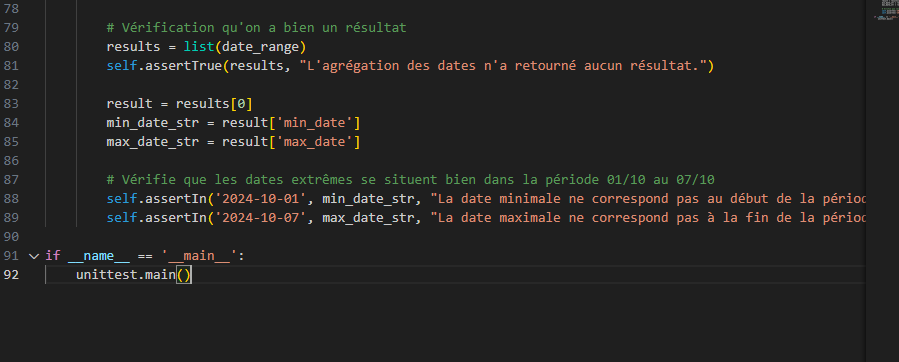 78
79 # Vérification qu'on a bien un résultat
80 results = list(date_range)
81 self.assertTrue(results, "L'agrégation des dates n'a retourné aucun résultat.")
82
83 result = results[0]
84 min_date_str = result['min_date']
85 max_date_str = result['max_date']
86
87 # Vérifie que les dates extrêmes se situent bien dans la période 01/10 au 07/10
88 self.assertIn('2024-10-01', min_date_str, "La date minimale ne correspond pas au début de la périod
89 self.assertIn('2024-10-07', max_date_str, "La date maximale ne correspond pas à la fin de la périod
90
91 if __name__ == '__main__':
92 unittest.main()